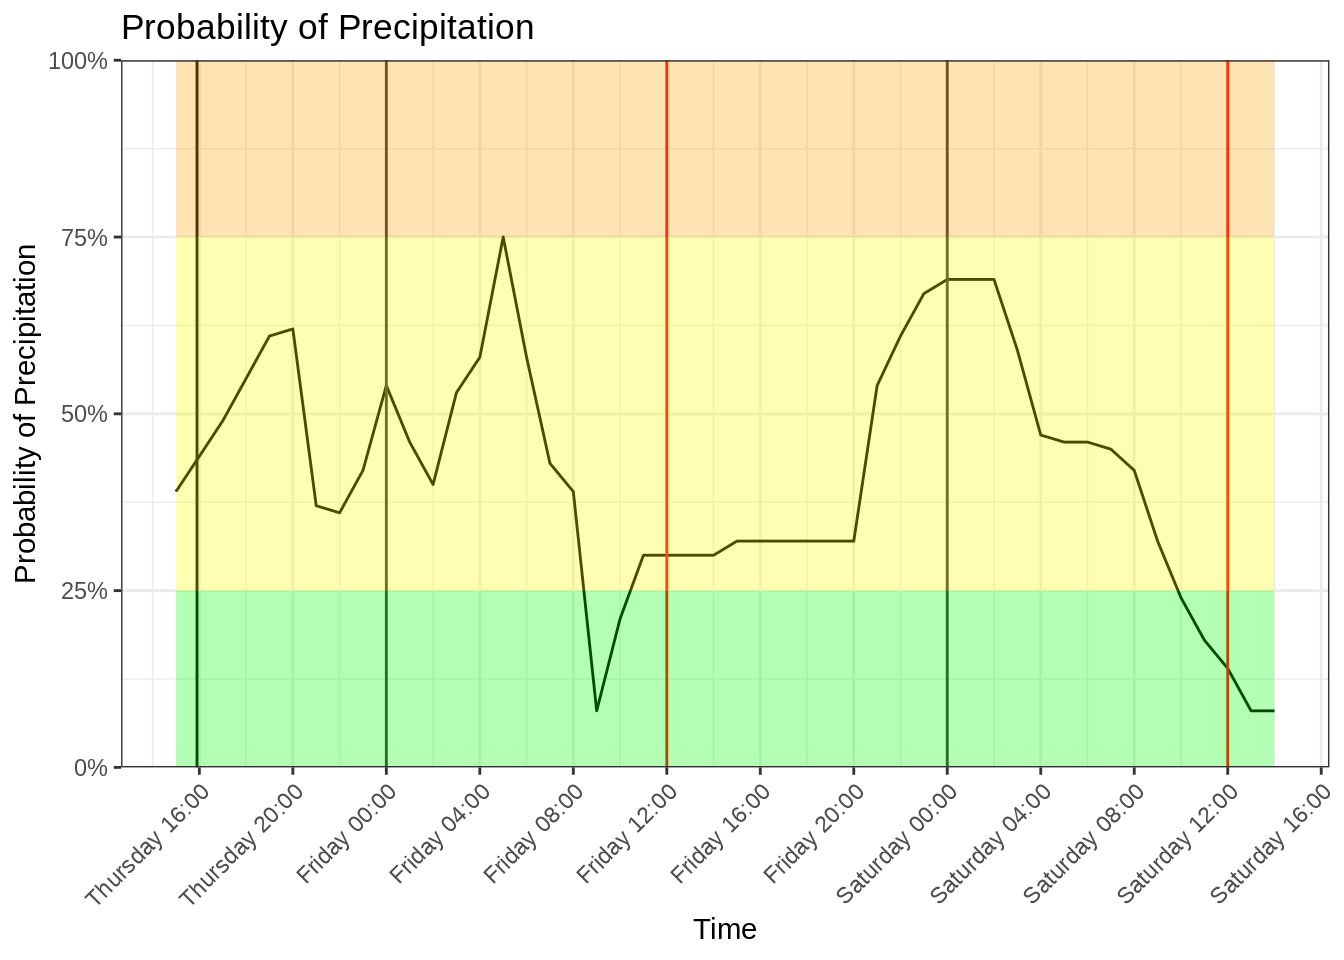 Probability of Precipitation
100%
75%
50%
25%
0%
Probability of Precipitation
Thursday 16:00
Thursday 20:00
Friday 00:00
Friday 04:00
Friday 08:00
Friday 12:00
Friday 16:00
Friday 20:00
Saturday 00:00
Saturday 04:00
Saturday 08:00
Saturday 12:00
Saturday 16:00
Time